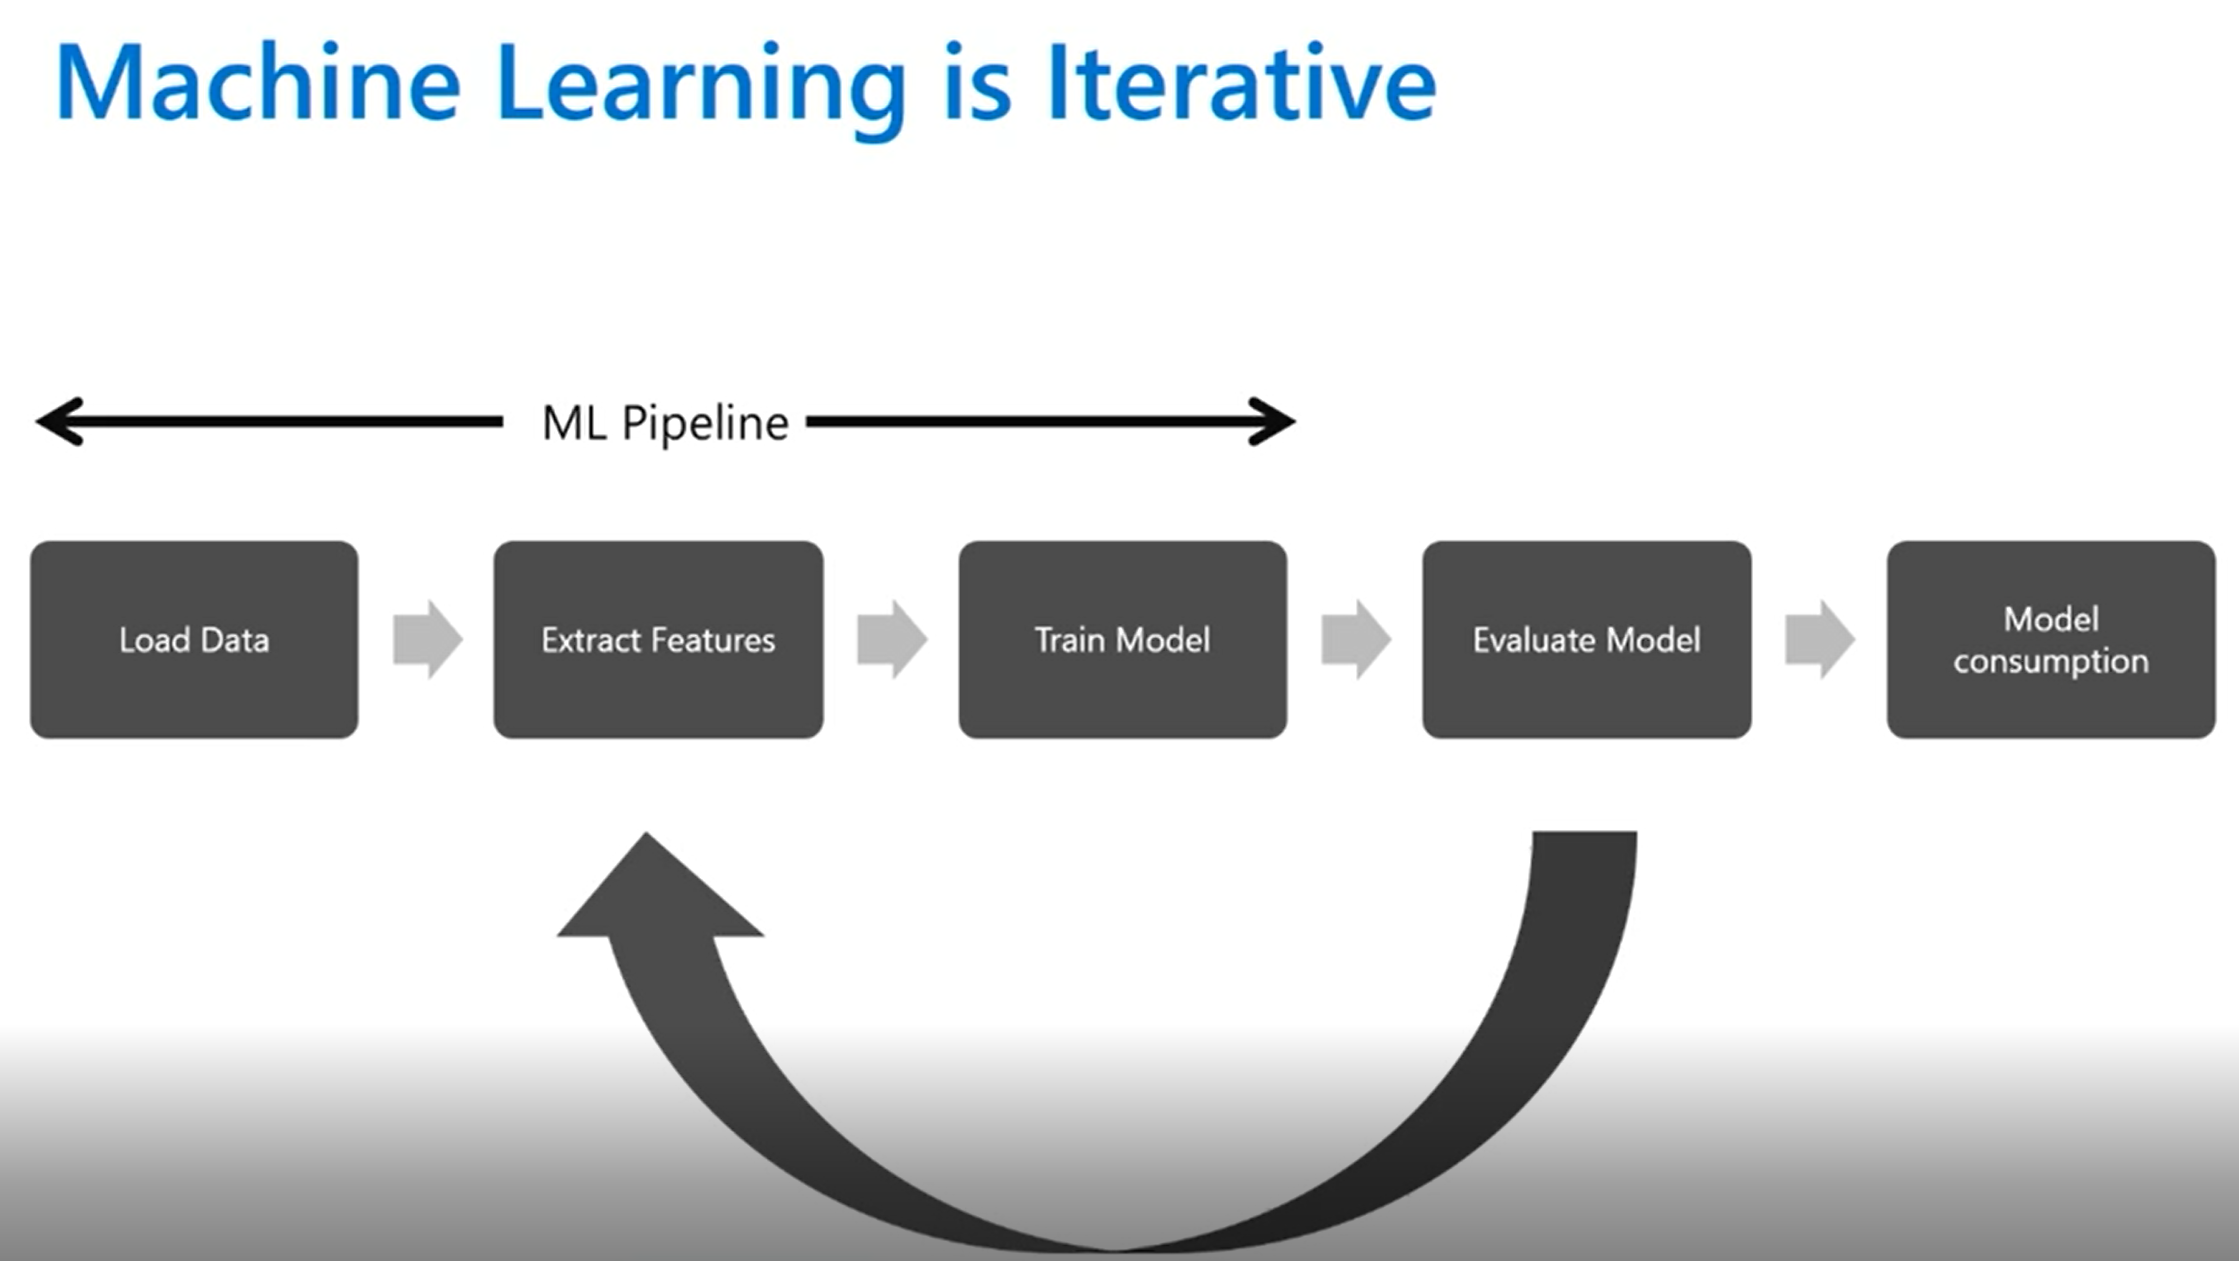 Machine Learning is Iterative
ML Pipeline
Load Data
Extract Features
Train Model
Evaluate Model
Model
consumption